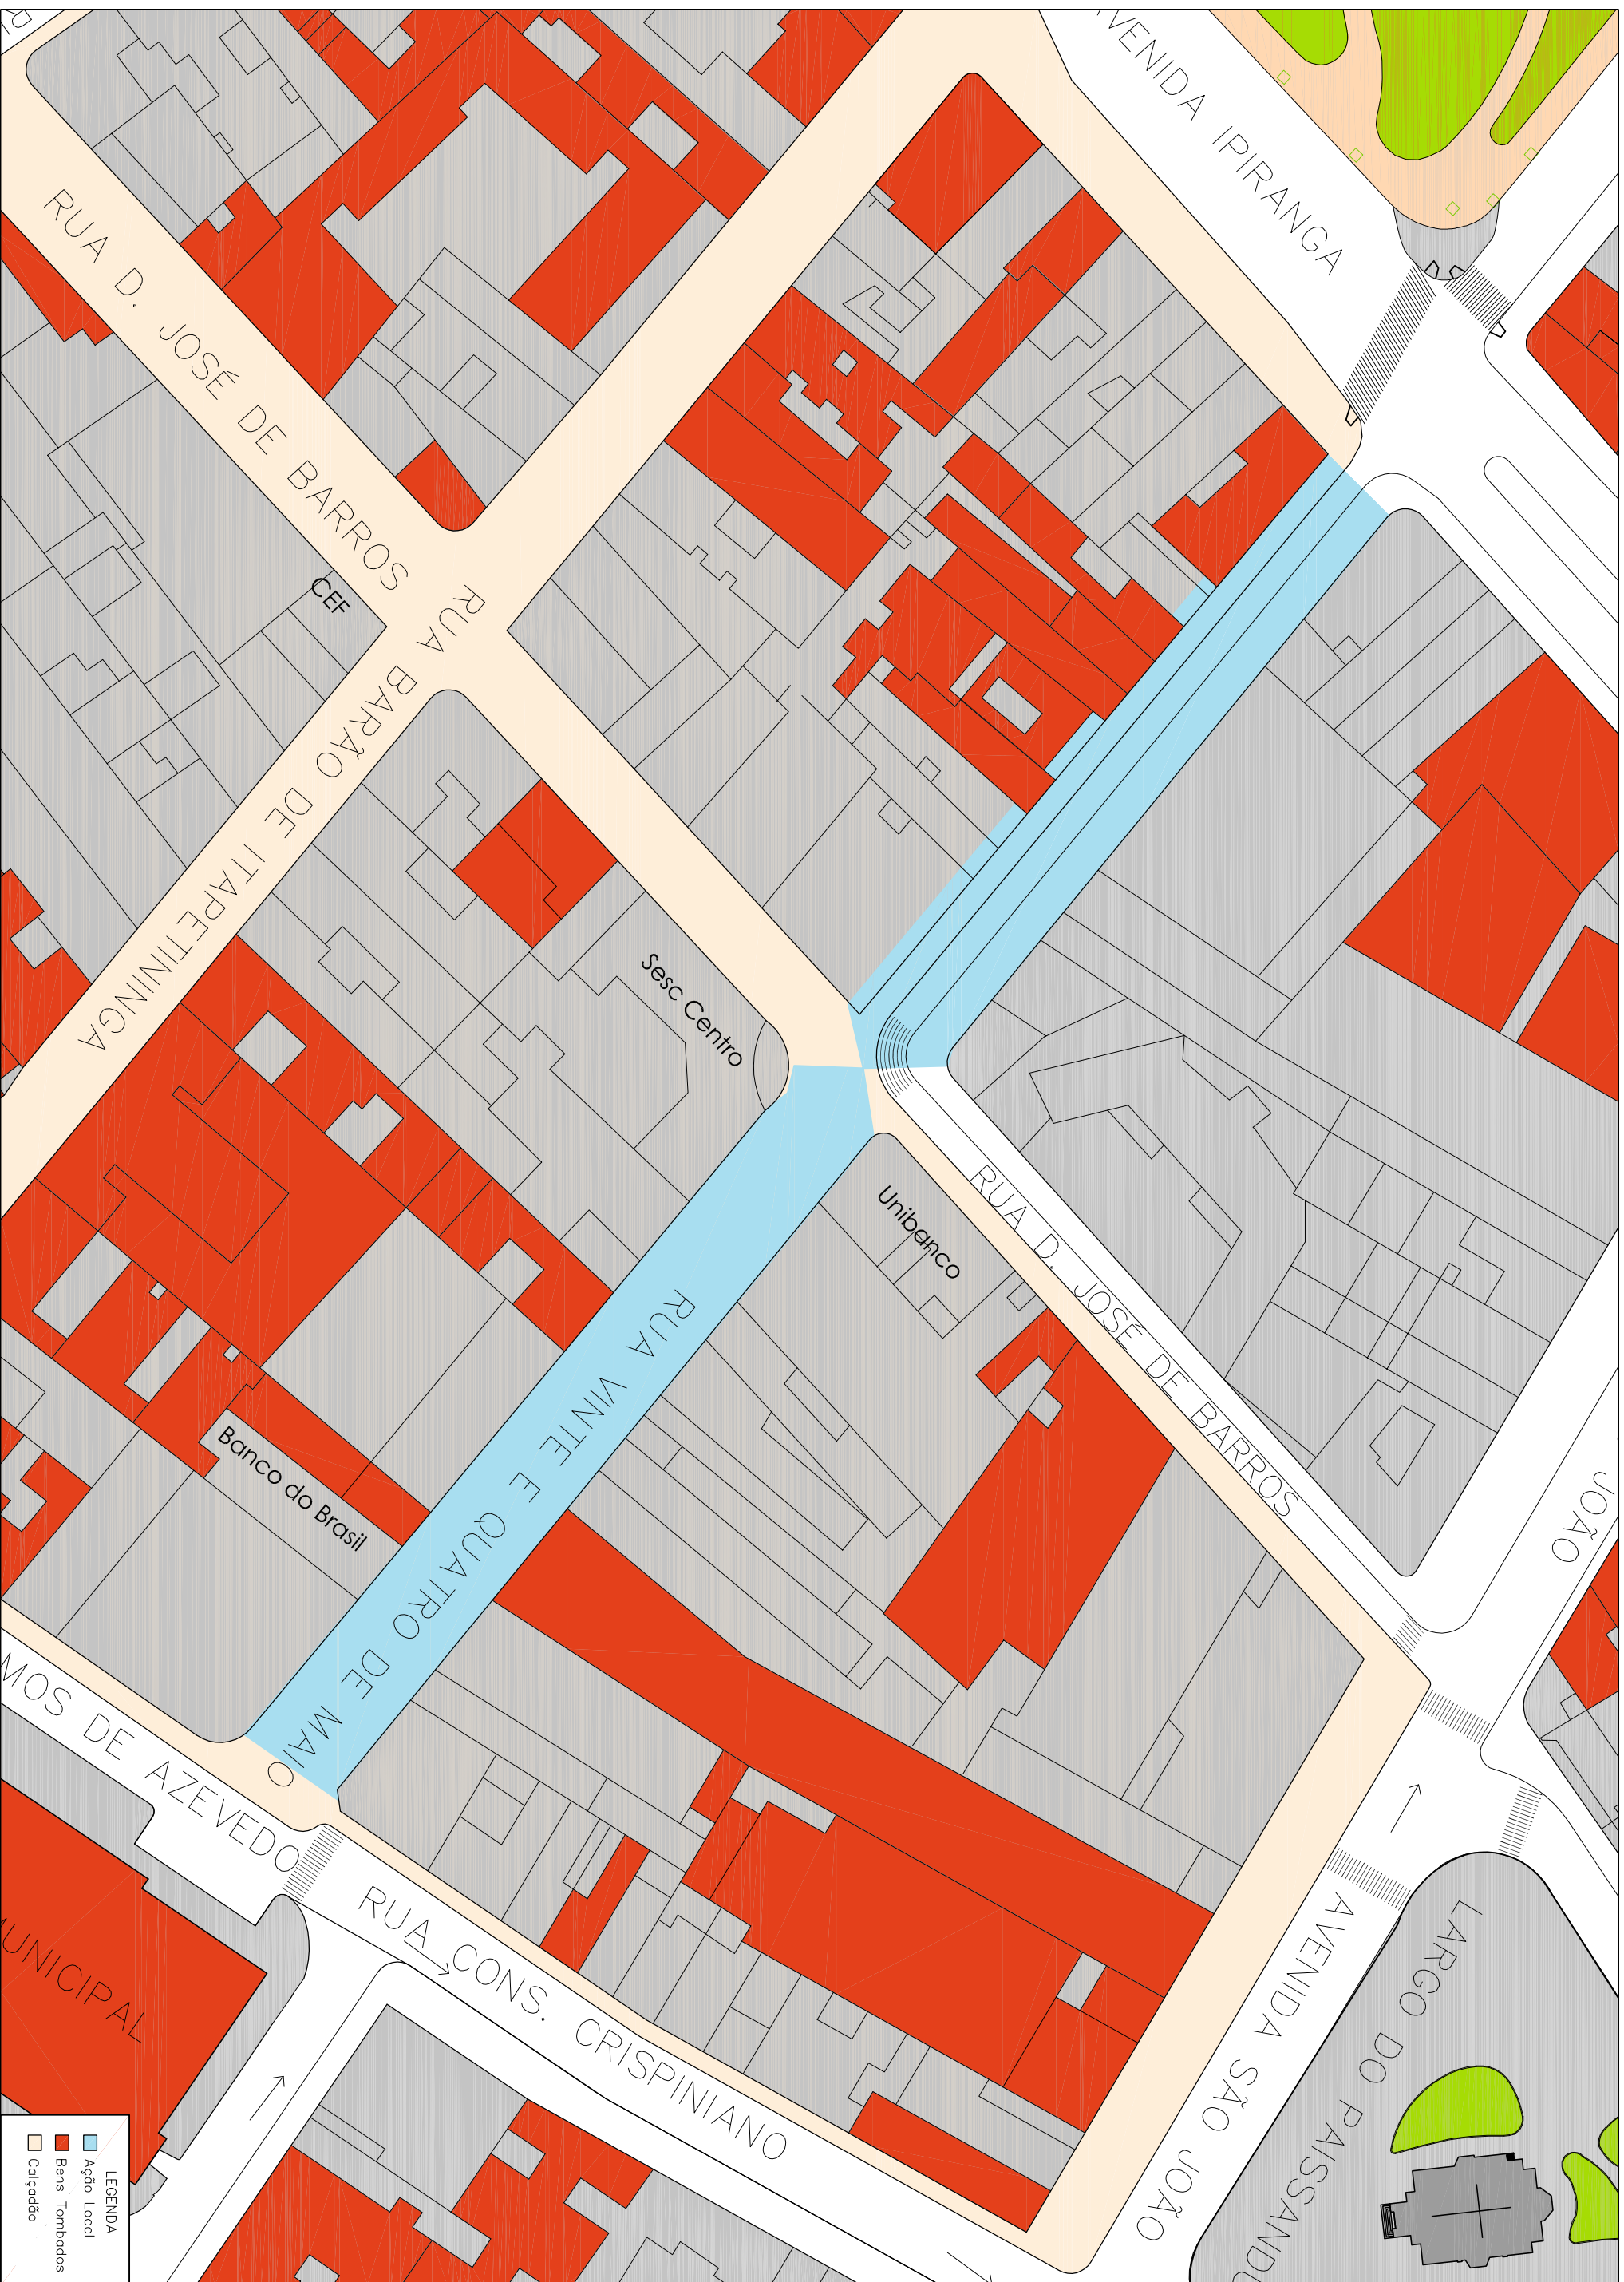 AVENIDA IPIRANGA
RUA D. JOSÉ DE BARROS
CEF
RUA BARÃO DE ITAPETININGA
Sesc Centro
Unibanco
RUA D. JOSÉ DE BARROS
RUA VINTE E QUATRO DE MAIO
Banco do Brasil
JOÃO
MOS DE AZEVEDO
RUA CONS. CRISPINIANO
AVENIDA SÃO JOÃO
LARGO DO PAISSANDU
MUNICIPAL
LEGENDA
Ação Local
Bens Tombados
Calçadão